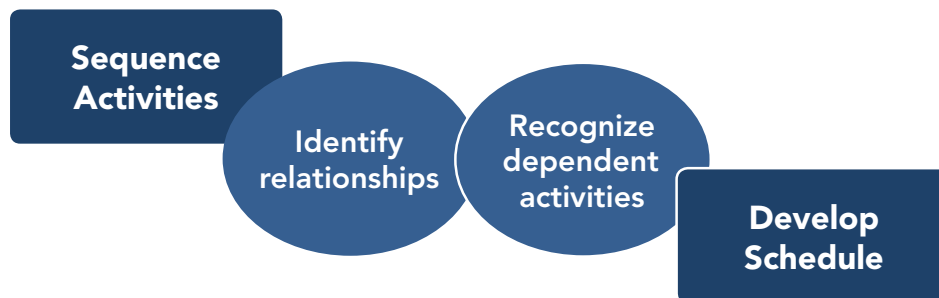 Sequence
Activities
Identify
relationships
Recognize
dependent
activities
Develop
Schedule